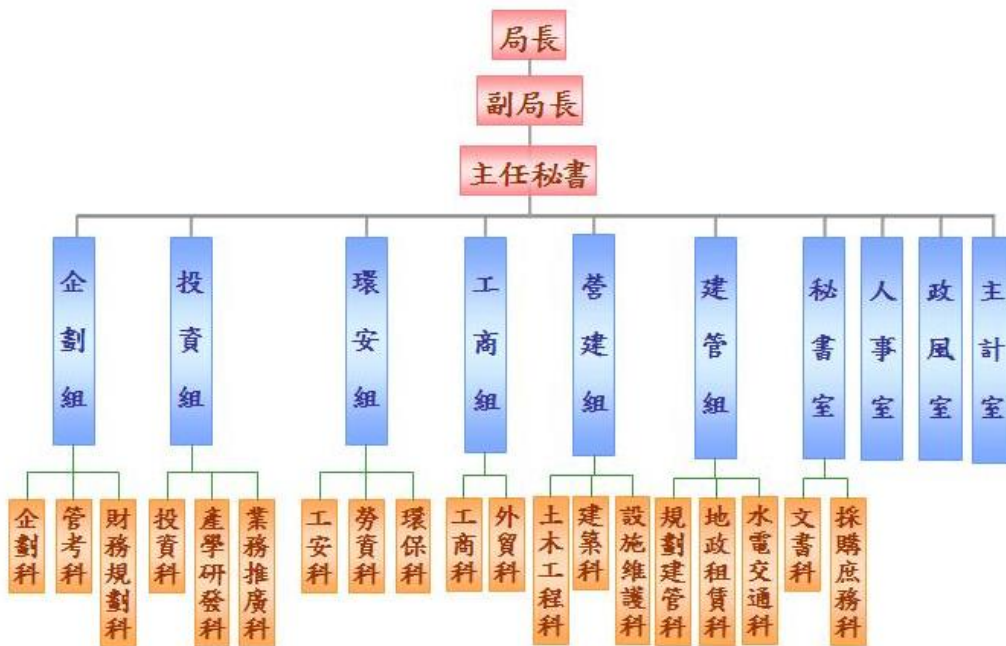 局長
副局長
主任秘書
企劃組
投資組
環安組
工商組
營建組
建管組
秘書室
人事室
政風室
主計室
企劃科
管考科
財務規劃科
投資科
產學研發科
業務推廣科
工安科
勞資科
環保科
工商科
外貿科
土木工程科
建築科
設施維護科
規劃建管科
地政租賃科
水電交通科
文書科
採購庶務科